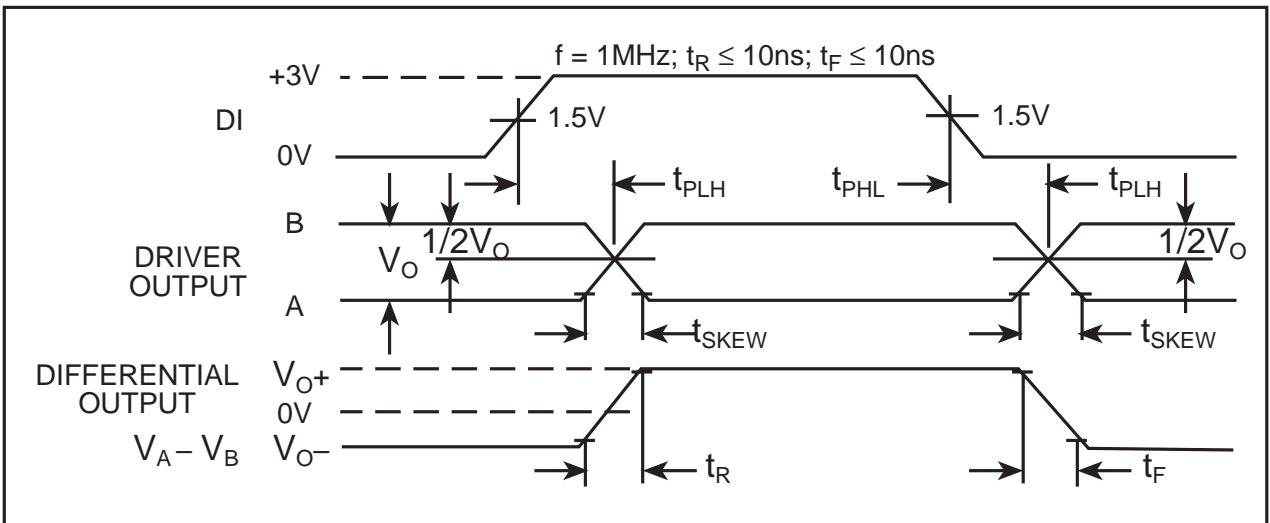 f = 1MHz; tR ≤ 10ns; tF ≤ 10ns
+3V
DI
1.5V
1.5V
0V
tPLH
tPHL
tPLH
B
DRIVER
OUTPUT
VO
1/2VO
1/2VO
A
tSKEW
tSKEW
DIFFERENTIAL
OUTPUT
VA – VB
VO+
0V
VO–
tR
tF